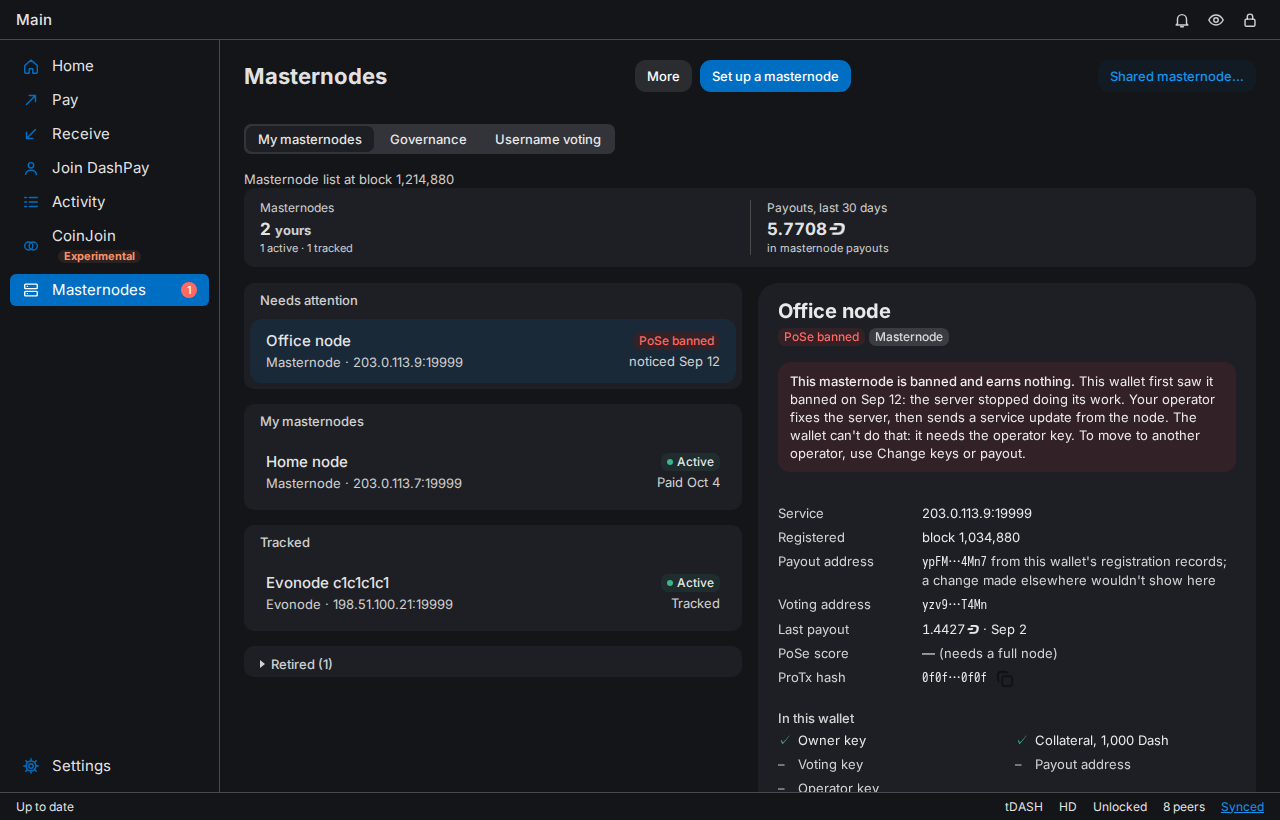 Main
Home
Pay
Receive
Join DashPay
Activity
CoinJoin
Experimental
Masternodes
1
Settings
Masternodes
More
Set up a masternode
Shared masternode...
My masternodes
Governance
Username voting
Masternode list at block 1,214,880
Masternodes
2 yours
1 active · 1 tracked
Payouts, last 30 days
5.7708
in masternode payouts
Needs attention
Office node
PoSe banned
Masternode · 203.0.113.9:19999
noticed Sep 12
My masternodes
Home node
Active
Masternode · 203.0.113.7:19999
Paid Oct 4
Tracked
Evonode c1c1c1c1
Active
Evonode · 198.51.100.21:19999
Tracked
Retired (1)
Office node
PoSe banned
Masternode
This masternode is banned and earns nothing. This wallet first saw it
banned on Sep 12: the server stopped doing its work. Your operator
fixes the server, then sends a service update from the node. The
wallet can't do that: it needs the operator key. To move to another
operator, use Change keys or payout.
Service 203.0.113.9:19999
Registered block 1,034,880
Payout address ypFM···4Mn7 from this wallet's registration records;
a change made elsewhere wouldn't show here
Voting address yzv9···T4Mn
Last payout 1.4427 · Sep 2
PoSe score — (needs a full node)
ProTx hash 0f0f···0f0f
In this wallet
✓ Owner key
✓ Collateral, 1,000 Dash
– Voting key
– Payout address
– Operator key
Up to date
tDASH
HD
Unlocked
8 peers
Synced